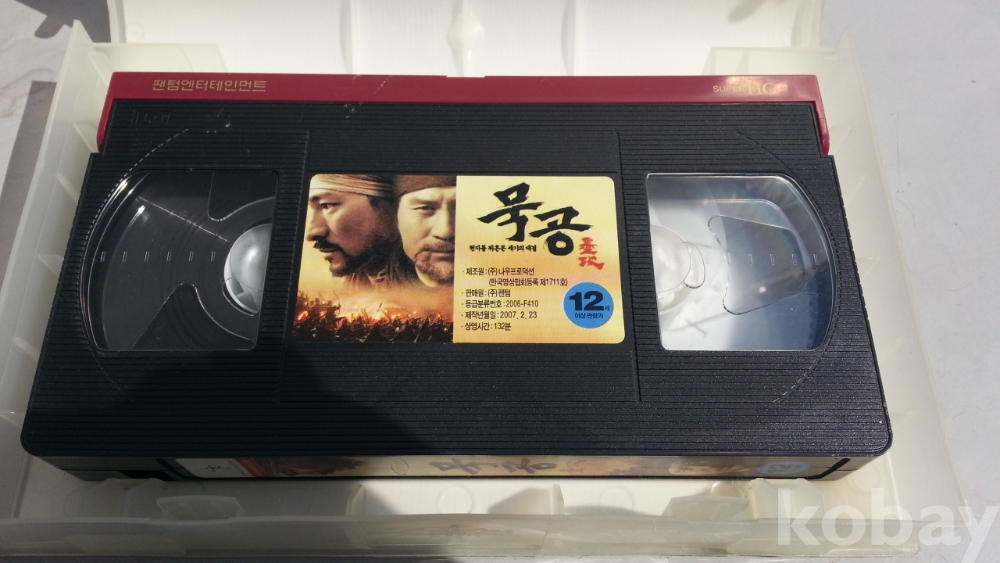 팬텀엔터테인먼트
SUPER HG
묵공
墨攻
천하를 뒤흔든 세기의 대결
· 제조원 : (주) 나우프로덕션
(한국영상협회등록 제1711호)
· 판매원 : (주) 팬텀
· 등급분류번호 : 2006-F410
· 제작년월일 : 2007. 2. 23
· 상영시간 : 132분
12세
이상 관람가
kobay